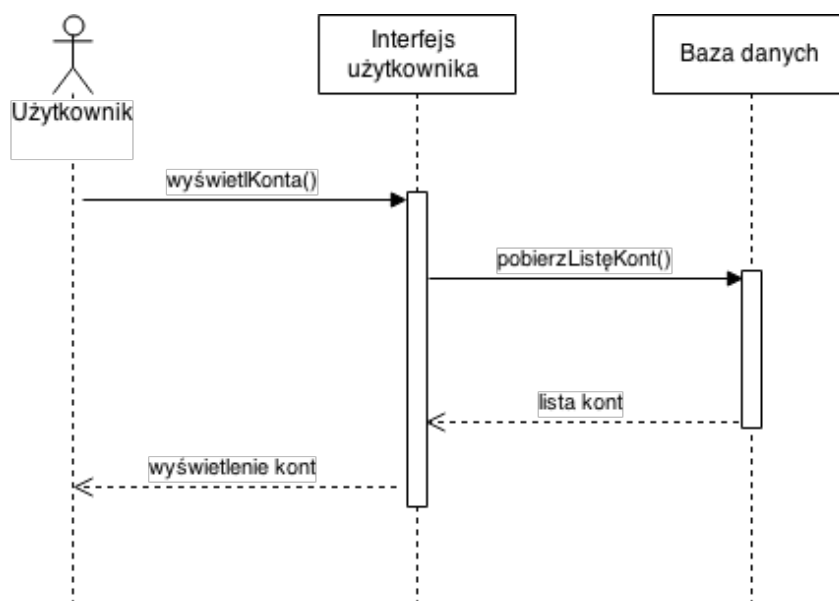 Interfejs
użytkownika
Baza danych
Użytkownik
wyświetlKonta()
pobierzListęKont()
lista kont
wyświetlenie kont